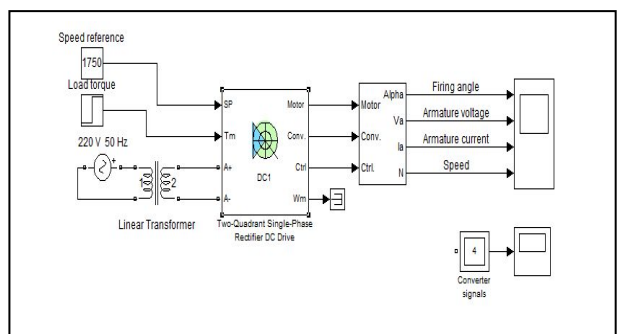 Speed reference
1750
Load torque
220 V 50 Hz
1 2
Linear Transformer
SP
Tm
A+
A-
Motor
Conv.
Ctrl
Wm
DC1
Two-Quadrant Single-Phase
Rectifier DC Drive
Motor
Conv.
Ctrl.
Alpha
Va
Ia
N
Firing angle
Armature voltage
Armature current
Speed
4
Converter
signals